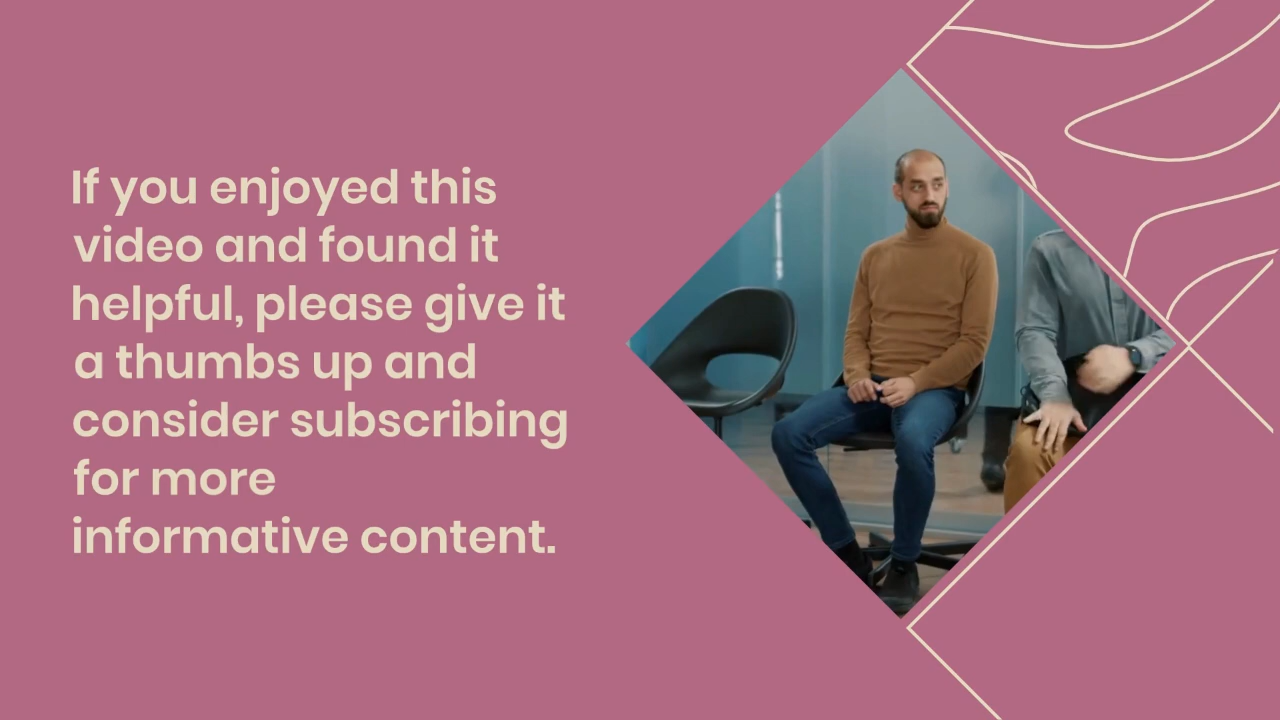 If you enjoyed this
video and found it
helpful, please give it
a thumbs up and
consider subscribing
for more
informative content.